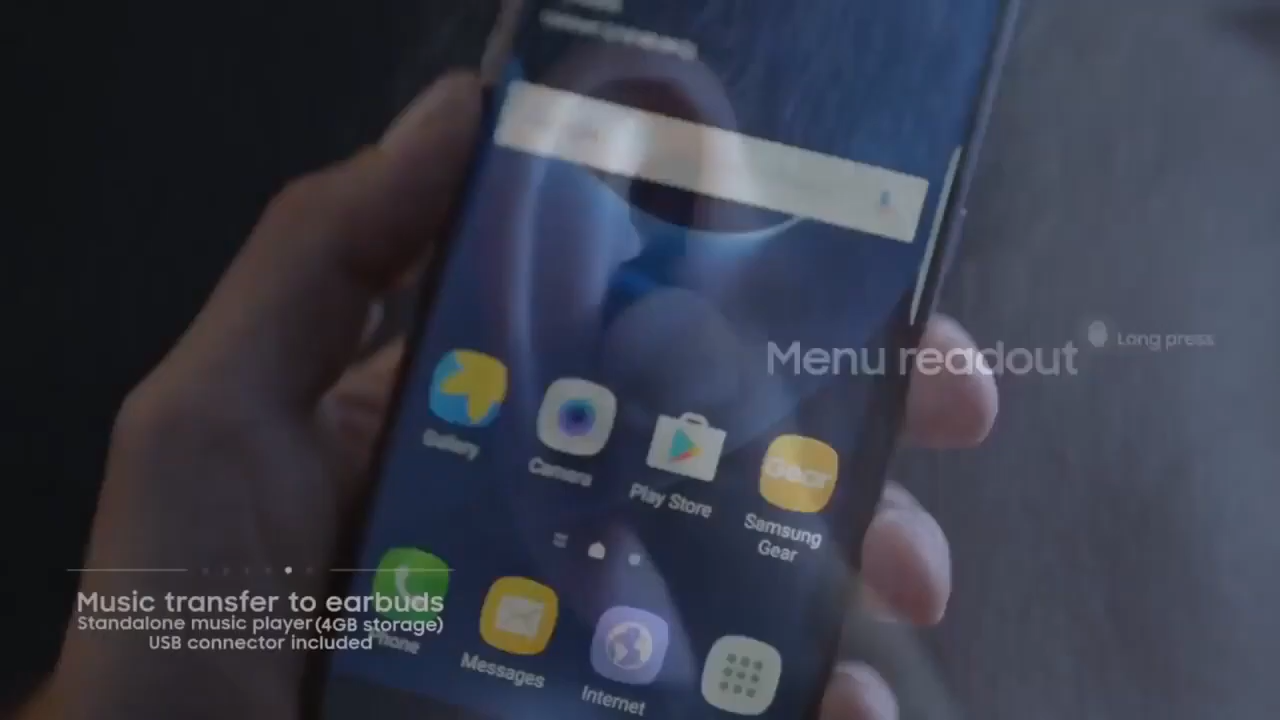 Menu readout
Long press
Gallery
Camera
Play Store
Gear
Samsung
Gear
Music transfer to earbuds
Standalone music player(4GB storage)
USB connector included
Phone
Messages
Internet